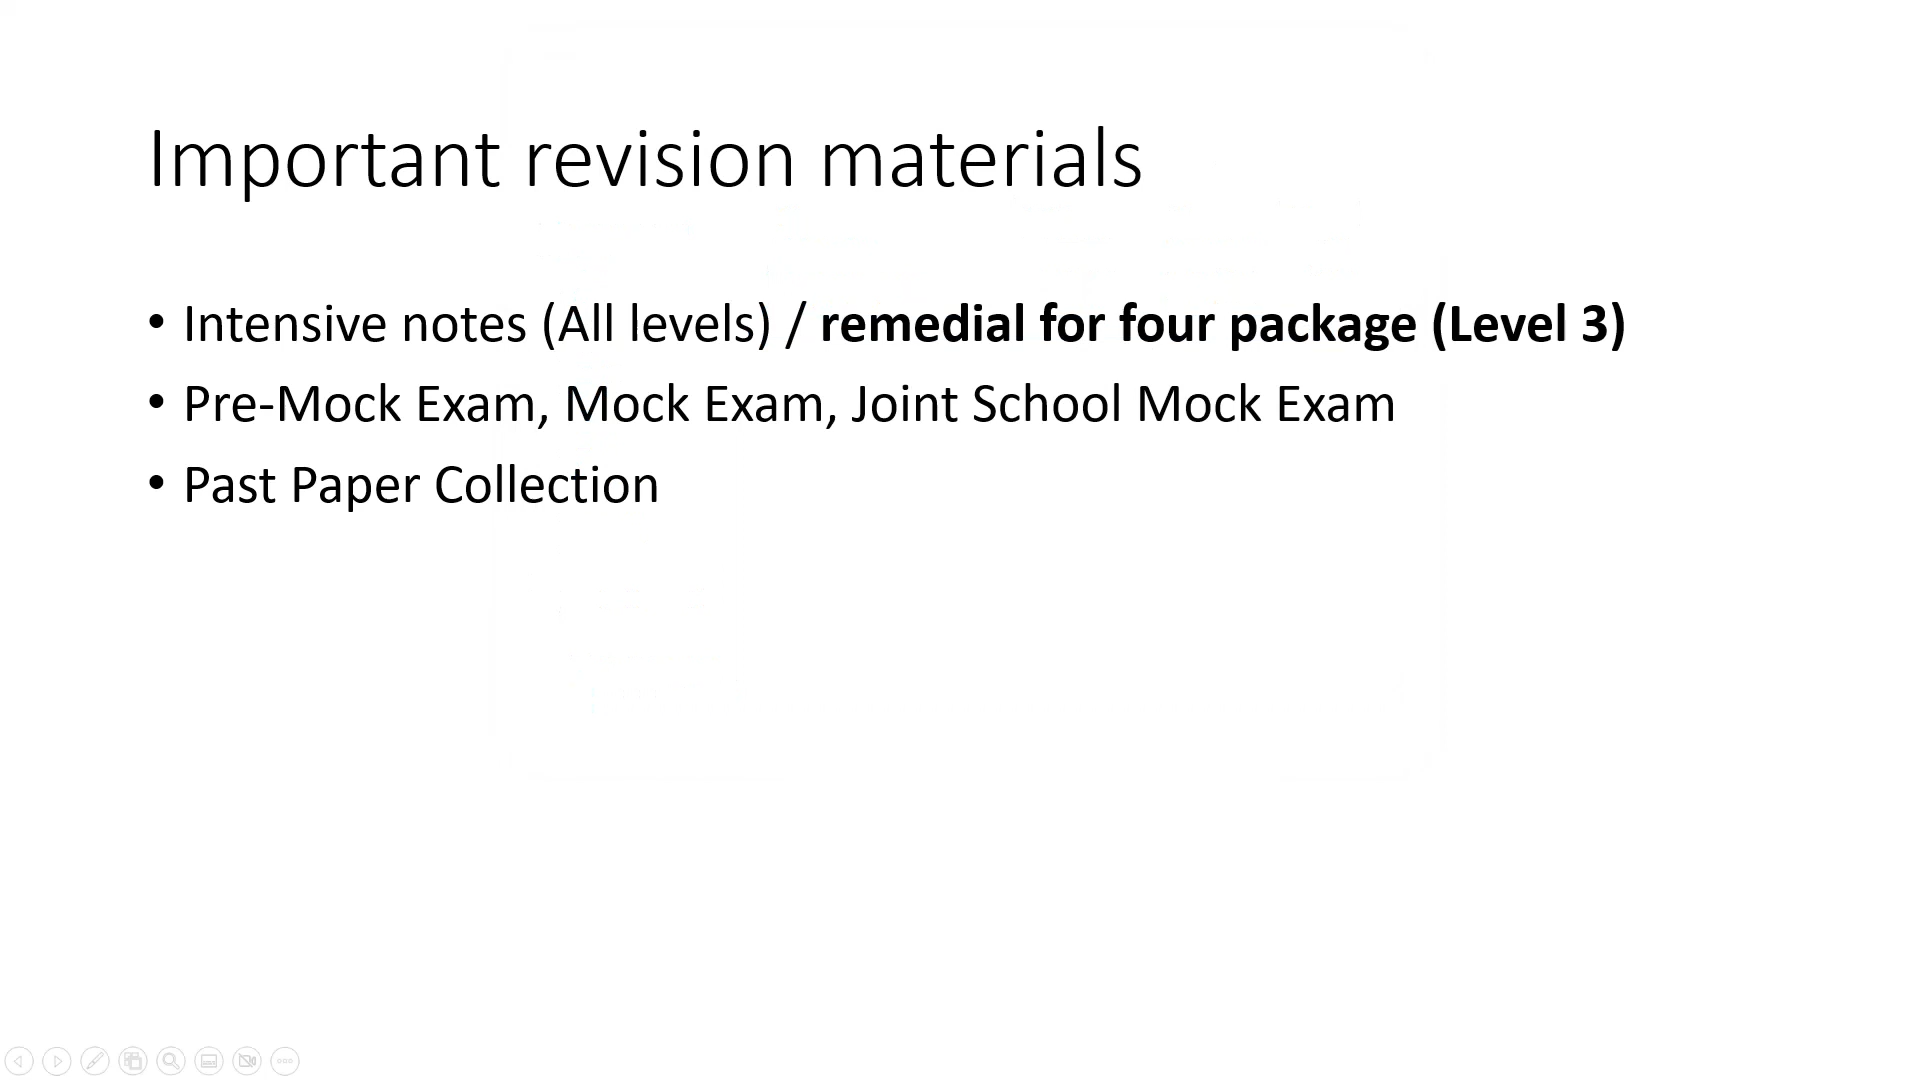 Important revision materials
• Intensive notes (All levels) / remedial for four package (Level 3)
• Pre-Mock Exam, Mock Exam, Joint School Mock Exam
• Past Paper Collection